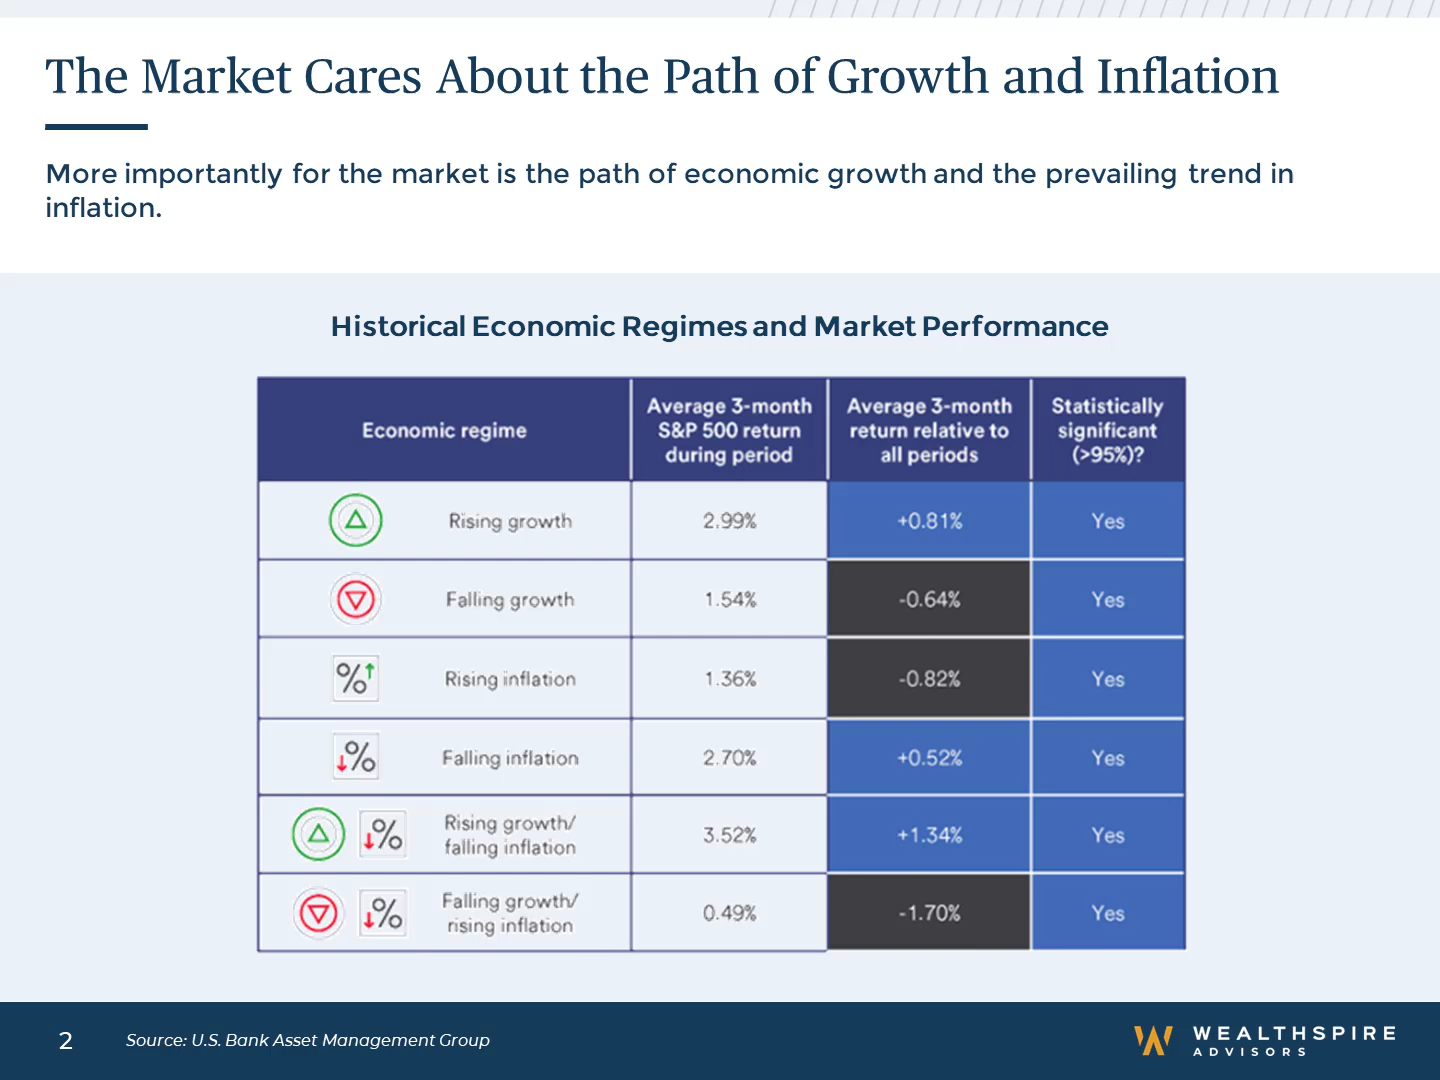 The Market Cares About the Path of Growth and Inflation
More importantly for the market is the path of economic growth and the prevailing trend in
inflation.
Historical Economic Regimes and Market Performance
Economic regime
Average 3-month
S&P 500 return
during period
Average 3-month
return relative to
all periods
Statistically
significant
(>95%)?
Rising growth
2.99%
+0.81%
Yes
Falling growth
1.54%
-0.64%
Yes
%
Rising inflation
1.36%
-0.82%
Yes
%
Falling inflation
2.70%
+0.52%
Yes
%
Rising growth/
falling inflation
3.52%
+1.34%
Yes
%
Falling growth/
rising inflation
0.49%
-1.70%
Yes
2
Source: U.S. Bank Asset Management Group
WEALTHSPIRE
ADVISORS